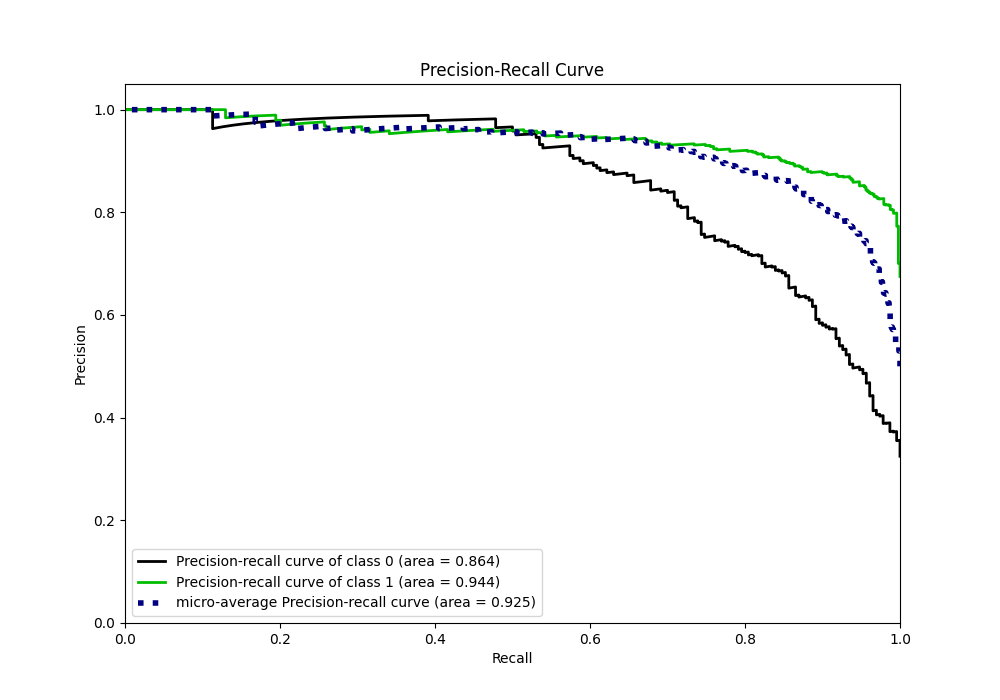 Precision-Recall Curve
1.0
0.8
0.6
0.4
0.2
0.0
Precision
Precision-recall curve of class 0 (area = 0.864)
Precision-recall curve of class 1 (area = 0.944)
micro-average Precision-recall curve (area = 0.925)
0.0 0.2 0.4 0.6 0.8 1.0
Recall